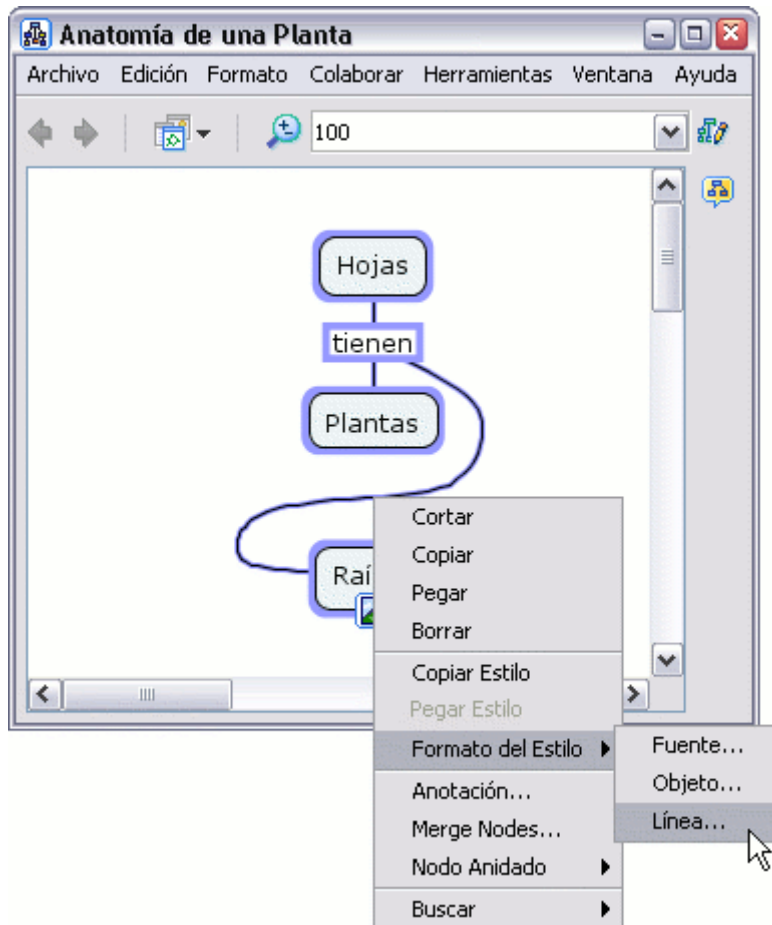 Anatomía de una Planta
Archivo Edición Formato Colaborar Herramientas Ventana Ayuda
100
Hojas
tienen
Plantas
Raí
Cortar
Copiar
Pegar
Borrar
Copiar Estilo
Pegar Estilo
Formato del Estilo
Fuente...
Objeto...
Línea...
Anotación...
Merge Nodes...
Nodo Anidado
Buscar